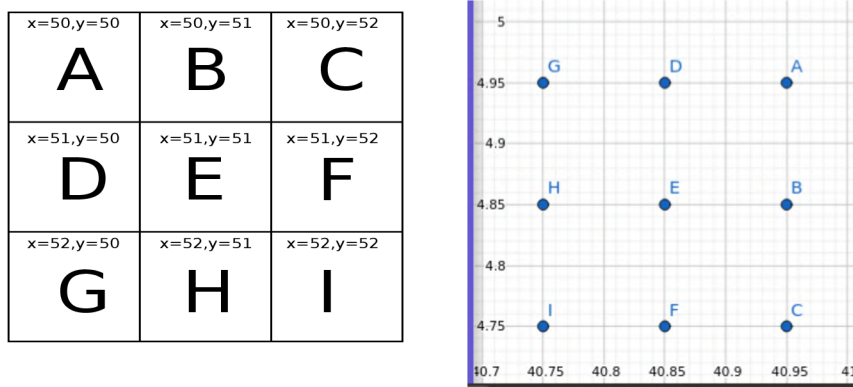 x=50,y=50 x=50,y=51 x=50,y=52
A B C
x=51,y=50 x=51,y=51 x=51,y=52
D E F
x=52,y=50 x=52,y=51 x=52,y=52
G H I
5
G D A
4.95
4.9
H E B
4.85
4.8
I F C
4.75
40.7 40.75 40.8 40.85 40.9 40.95 41